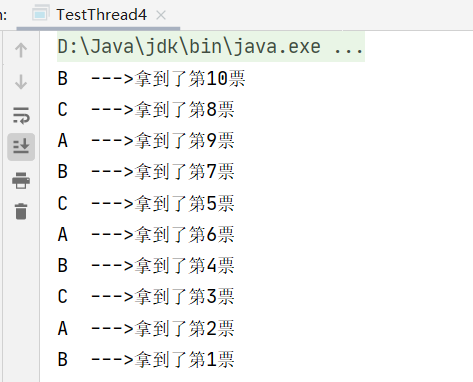 n: TestThread4 ×
D:\Java\jdk\bin\java.exe ...
B  --->拿到了第10票
C  --->拿到了第8票
A  --->拿到了第9票
B  --->拿到了第7票
C  --->拿到了第5票
A  --->拿到了第6票
B  --->拿到了第4票
C  --->拿到了第3票
A  --->拿到了第2票
B  --->拿到了第1票